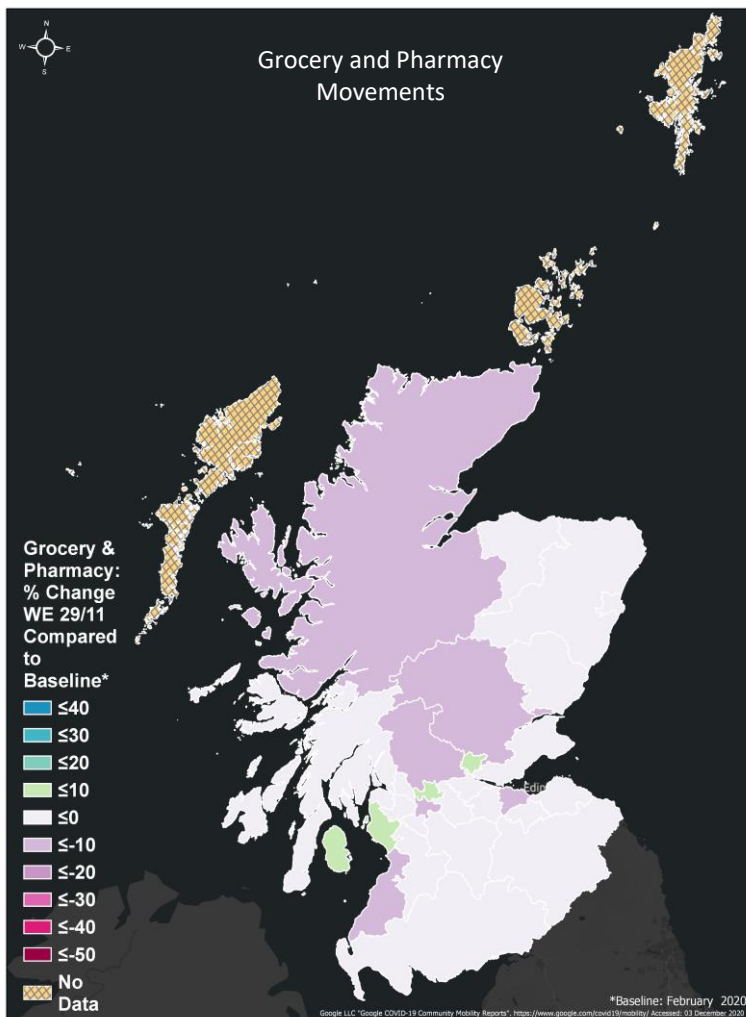 N
W E
S
Grocery and Pharmacy
Movements
Grocery &
Pharmacy:
% Change
WE 29/11
Compared
to
Baseline*
≤40
≤30
≤20
≤10
≤0
≤-10
≤-20
≤-30
≤-40
≤-50
No
Data
Edin
*Baseline: February 2020
Google LLC "Google COVID-19 Community Mobility Reports". https://www.google.com/covid19/mobility/ Accessed: 03 December 2020